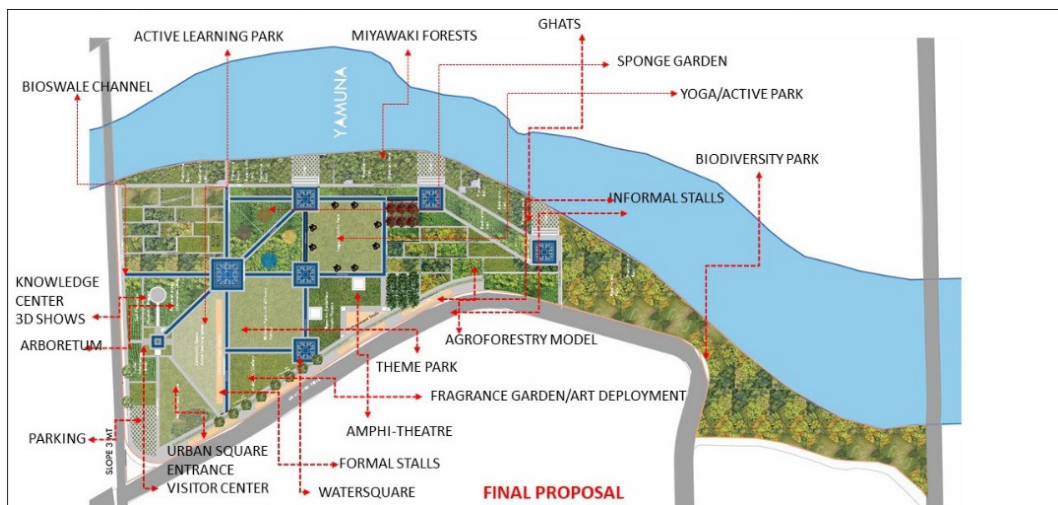 GHATS
ACTIVE LEARNING PARK
MIYAWAKI FORESTS
SPONGE GARDEN
BIOSWALE CHANNEL
YOGA/ACTIVE PARK
YAMUNA
BIODIVERSITY PARK
INFORMAL STALLS
KNOWLEDGE
CENTER
3D SHOWS
ARBORETUM
AGROFORESTRY MODEL
THEME PARK
FRAGRANCE GARDEN/ART DEPLOYMENT
AMPHI-THEATRE
PARKING
SLOPE 3 MT
URBAN SQUARE
ENTRANCE
VISITOR CENTER
FORMAL STALLS
WATERSQUARE
FINAL PROPOSAL